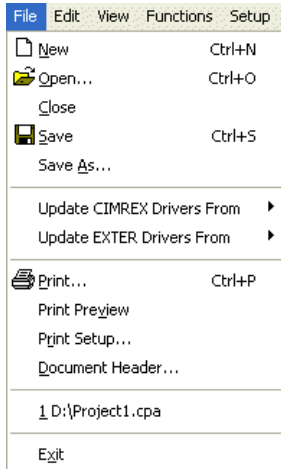 File Edit View Functions Setup
New Ctrl+N
Open... Ctrl+O
Close
Save Ctrl+S
Save As...
Update CIMREX Drivers From
Update EXTER Drivers From
Print... Ctrl+P
Print Preview
Print Setup...
Document Header...
1 D:\Project1.cpa
Exit